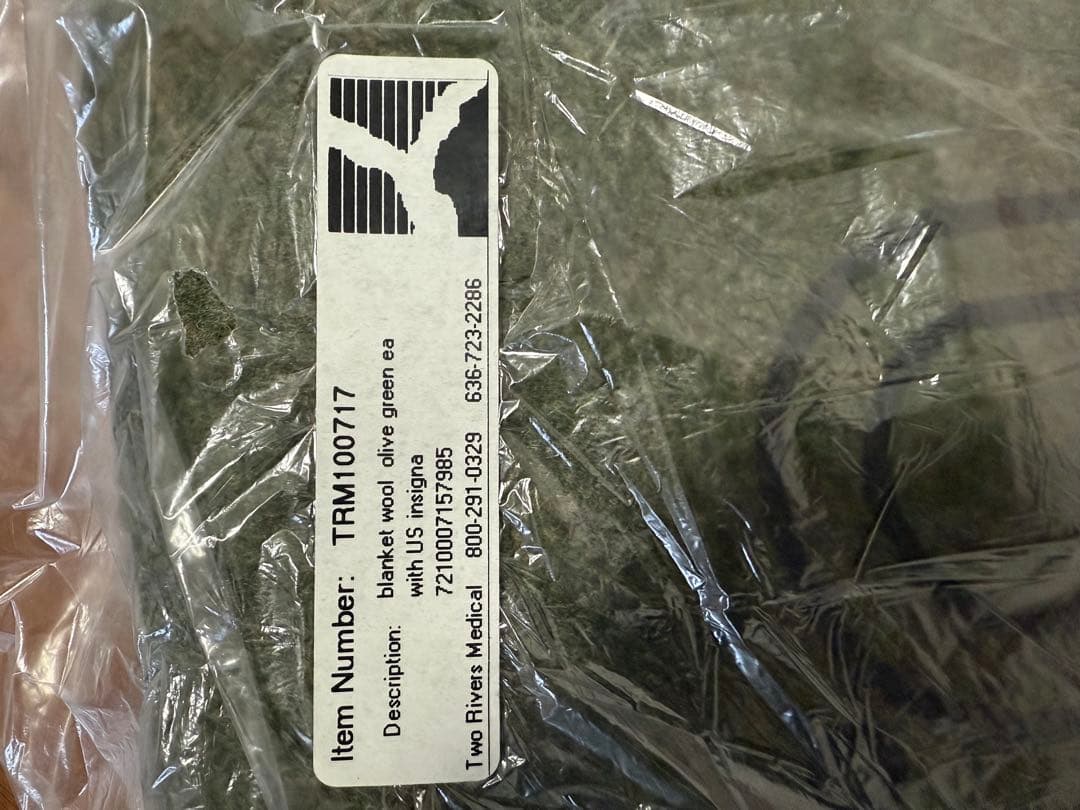 Item Number: TRM100717
Description: blanket wool olive green ea
with US insigna
7210007157985
Two Rivers Medical 800-291-0329 636-723-2286